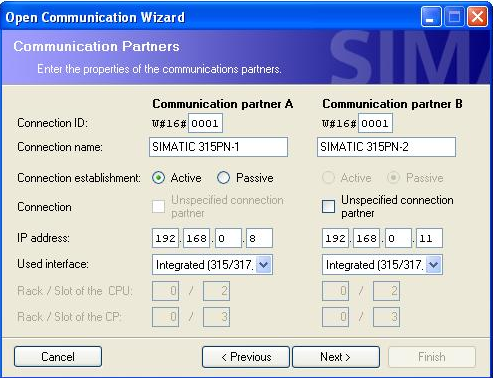 Open Communication Wizard
Communication Partners
Enter the properties of the communications partners.
SIMA
Communication partner A Communication partner B
Connection ID: W#16# 0001 W#16# 0001
Connection name: SIMATIC 315PN-1 SIMATIC 315PN-2
Connection establishment: Active Passive Active Passive
Connection Unspecified connection partner Unspecified connection partner
IP address: 192 . 168 . 0 . 8 192 . 168 . 0 . 11
Used interface: Integrated (315/317, Integrated (315/317,
Rack / Slot of the CPU: 0 / 2 0 / 2
Rack / Slot of the CP: 0 / 3 0 / 3
Cancel < Previous Next > Finish